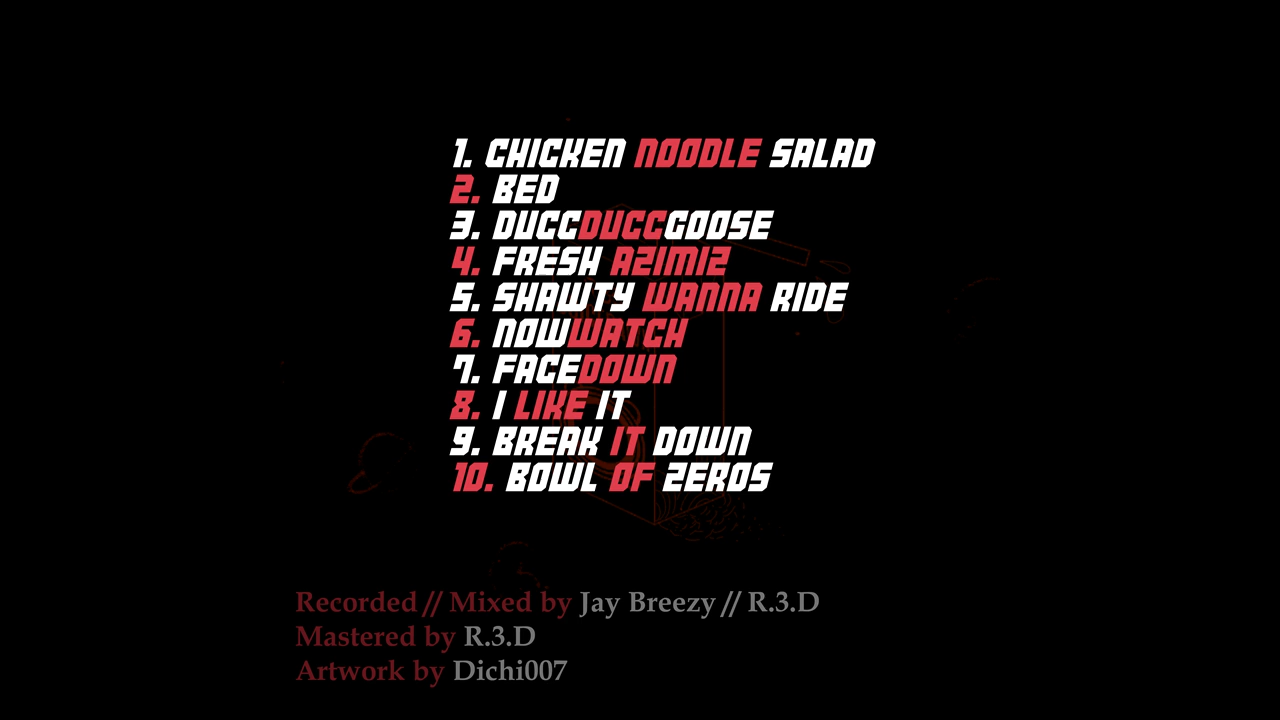 1. CHICKEN NOODLE SALAD
2. BED
3. DUCCDUCCGOOSE
4. FRESH AZIMIZ
5. SHAWTY WANNA RIDE
6. NOWWATCH
7. FACEDOWN
8. I LIKE IT
9. BREAK IT DOWN
10. BOWL OF ZEROS
Recorded // Mixed by Jay Breezy // R.3.D
Mastered by R.3.D
Artwork by Dichi007